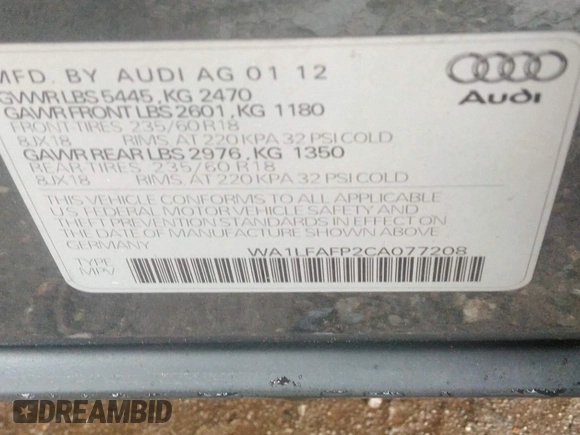 MFD. BY AUDI AG 01 12
GVWR LBS 5445, KG 2470
GAWR FRONT LBS 2601, KG 1180
FRONT-TIRES 235/60 R18
8JX18 RIMS, AT 220 KPA 32 PSI COLD
GAWR REAR LBS 2976, KG 1350
REAR-TIRES 235/60 R18
8JX18 RIMS, AT 220 KPA 32 PSI COLD
THIS VEHICLE CONFORMS TO ALL APPLICABLE
U.S FEDERAL MOTOR VEHICLE SAFETY AND
THEFT PREVENTION STANDARDS IN EFFECT ON
THE DATE OF MANUFACTURE SHOWN ABOVE.
GERMANY
WA1LFAFP2CA077208
TYPE
MPV
Audi
DREAMBID